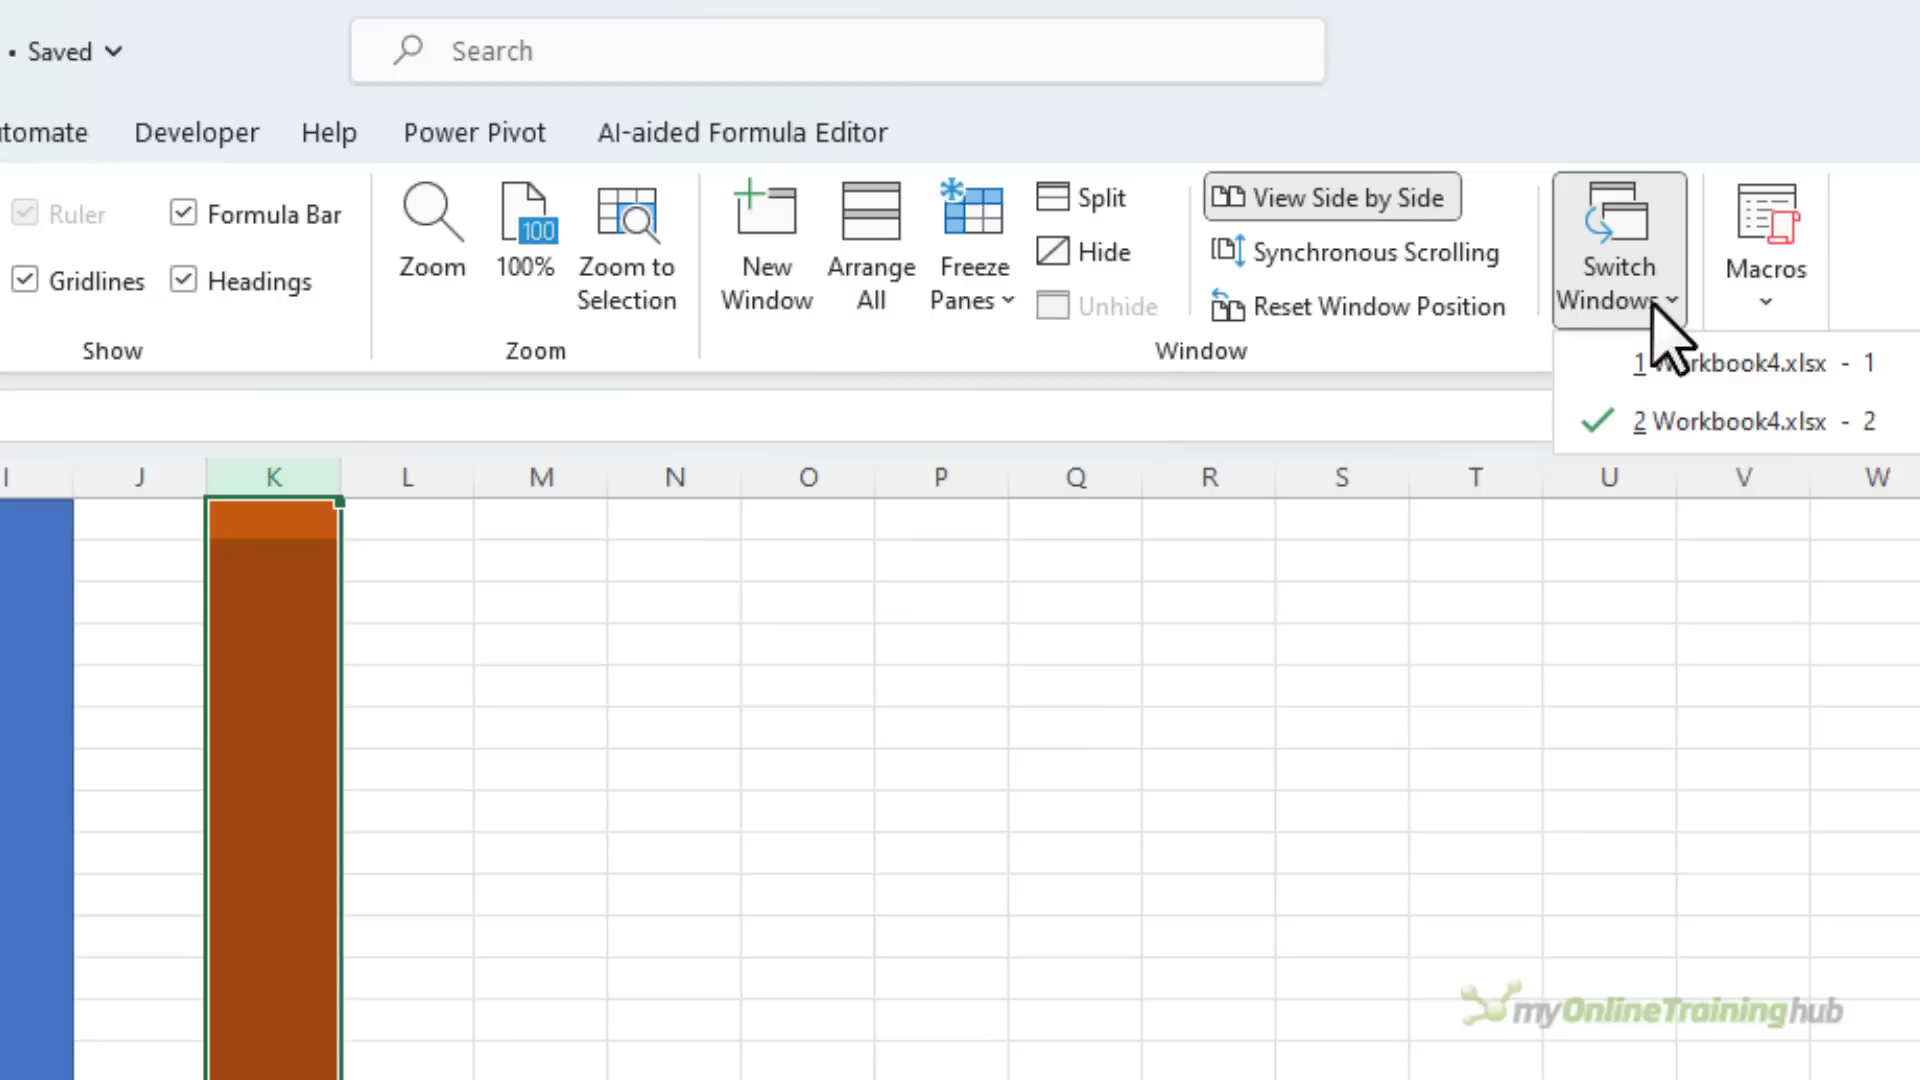 • Saved
Search
Developer Help Power Pivot AI-aided Formula Editor
Ruler
Formula Bar
Gridlines
Headings
Show
Zoom
100
100%
Zoom to
Selection
Zoom
New
Window
Arrange
All
Freeze
Panes
Split
Hide
Unhide
View Side by Side
Synchronous Scrolling
Reset Window Position
Window
Switch
Windows
Macros
1 Workbook4.xlsx - 1
2 Workbook4.xlsx - 2
I J K L M N O P Q R S T U V W
myOnlineTraininghub